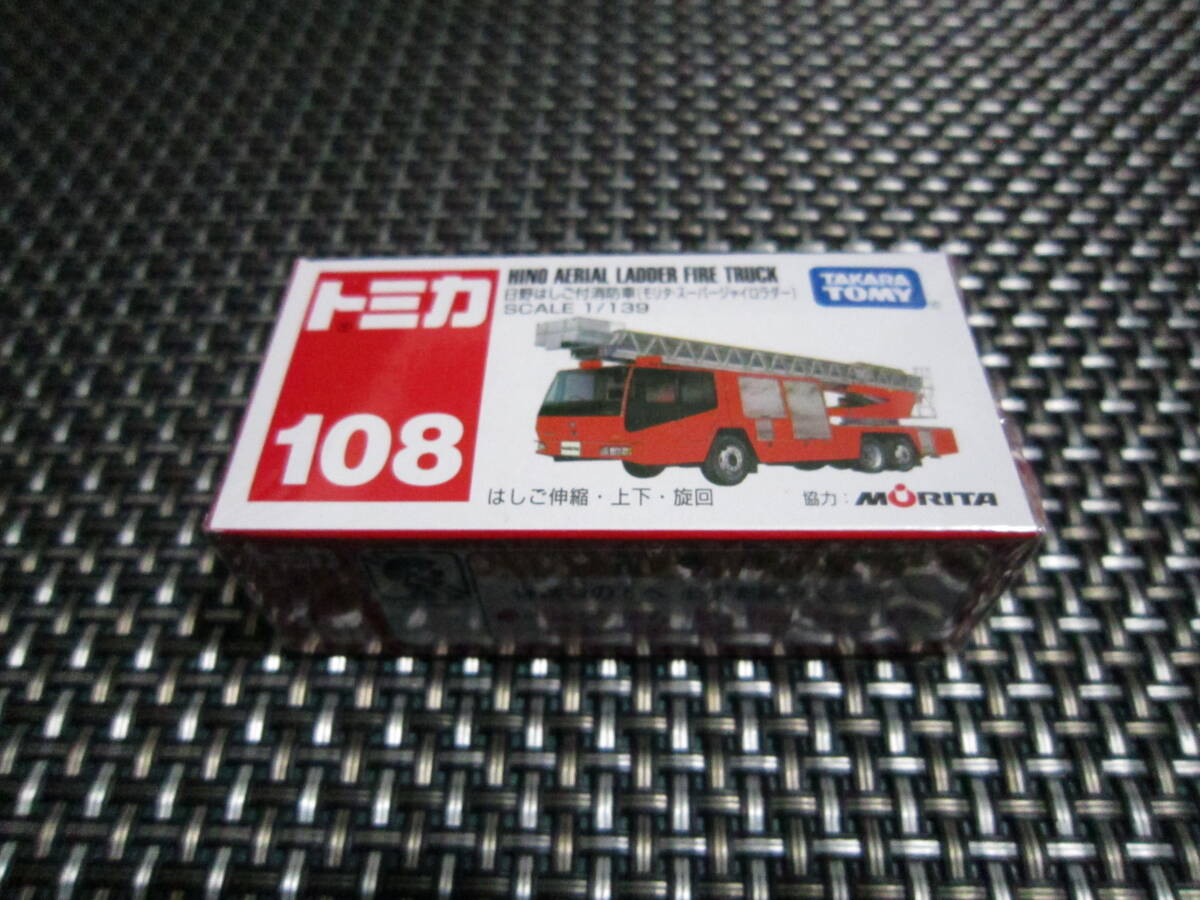 トミカ
108
HINO AERIAL LADDER FIRE TRUCK
日野はしご付消防車(モリタ・スーパージャイロラダー)
SCALE 1/139
TAKARA
TOMY
はしご伸縮・上下・旋回
協力:MORITA